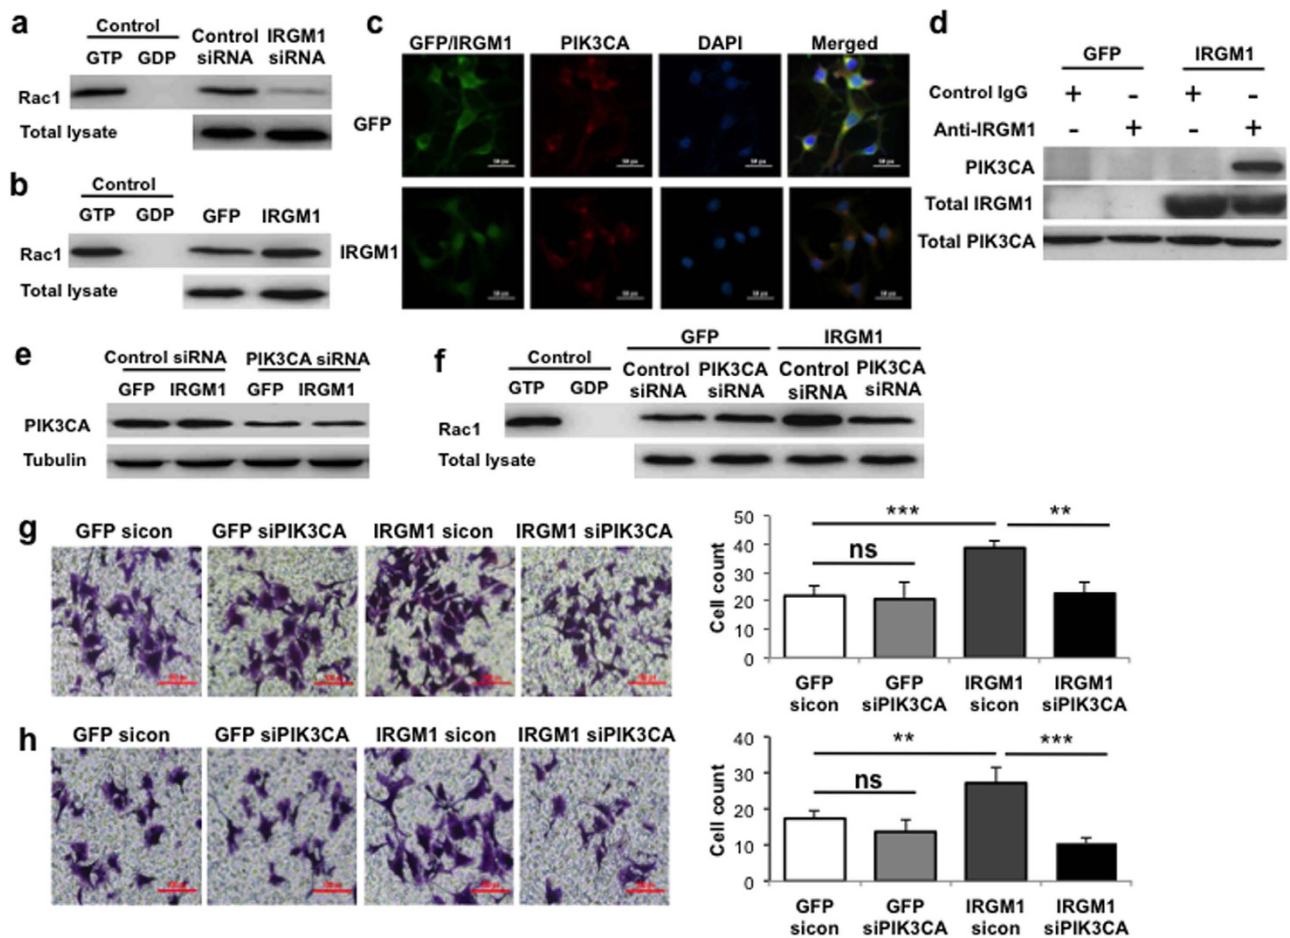 a
Control
GTP GDP
Control siRNA
IRGM1 siRNA
Rac1
Total lysate
b
Control
GTP GDP GFP IRGM1
Rac1
Total lysate
c
GFP/IRGM1 PIK3CA DAPI Merged
GFP
IRGM1
d
GFP IRGM1
Control IgG + - + -
Anti-IRGM1 - + - +
PIK3CA
Total IRGM1
Total PIK3CA
e
Control siRNA PIK3CA siRNA
GFP IRGM1 GFP IRGM1
PIK3CA
Tubulin
f
GFP IRGM1
Control
GTP GDP
Control siRNA
PIK3CA siRNA
Control siRNA
PIK3CA siRNA
Rac1
Total lysate
g
GFP sicon GFP siPIK3CA IRGM1 sicon IRGM1 siPIK3CA
50
40
30
20
10
0
Cell count
***
**
ns
GFP sicon
GFP siPIK3CA
IRGM1 sicon
IRGM1 siPIK3CA
h
GFP sicon GFP siPIK3CA IRGM1 sicon IRGM1 siPIK3CA
40
30
20
10
0
Cell count
**
***
ns
GFP sicon
GFP siPIK3CA
IRGM1 sicon
IRGM1 siPIK3CA